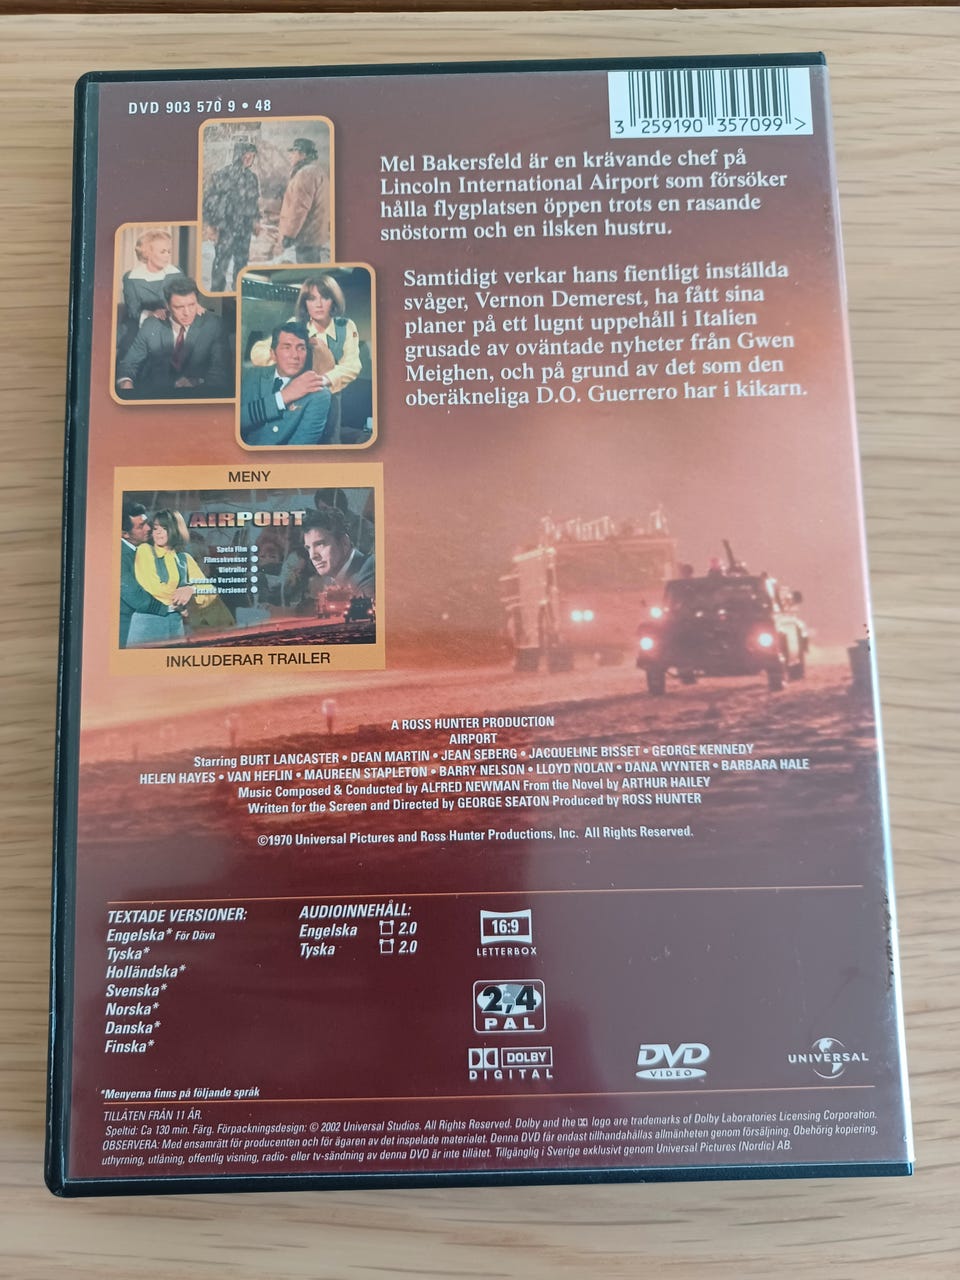 DVD 903 570 9 • 48
3 259190 357099 >
Mel Bakersfeld är en krävande chef på
Lincoln International Airport som försöker
hålla flygplatsen öppen trots en rasande
snöstorm och en ilsken hustru.
Samtidigt verkar hans fientligt inställda
svåger, Vernon Demerest, ha fått sina
planer på ett lugnt uppehåll i Italien
grusade av oväntade nyheter från Gwen
Meighen, och på grund av det som den
oberäkneliga D.O. Guerrero har i kikarn.
MENY
AIRPORT
Spela Film
Filmsekvenser
Biotrailer
Dubbade Versioner
Textade Versioner
INKLUDERAR TRAILER
A ROSS HUNTER PRODUCTION
AIRPORT
Starring BURT LANCASTER • DEAN MARTIN • JEAN SEBERG • JACQUELINE BISSET • GEORGE KENNEDY
HELEN HAYES • VAN HEFLIN • MAUREEN STAPLETON • BARRY NELSON • LLOYD NOLAN • DANA WYNTER • BARBARA HALE
Music Composed & Conducted by ALFRED NEWMAN From the Novel by ARTHUR HAILEY
Written for the Screen and Directed by GEORGE SEATON Produced by ROSS HUNTER
©1970 Universal Pictures and Ross Hunter Productions, Inc. All Rights Reserved.
TEXTADE VERSIONER:
Engelska* För Döva
Tyska*
Holländska*
Svenska*
Norska*
Danska*
Finska*
AUDIOINNEHÅLL:
Engelska 2.0
Tyska 2.0
16:9
LETTERBOX
2,4
PAL
DOLBY
DIGITAL
DVD
VIDEO
UNIVERSAL
*Menyerna finns på följande språk
TILLÅTEN FRÅN 11 ÅR.
Speltid: Ca 130 min. Färg. Förpackningsdesign: © 2002 Universal Studios. All Rights Reserved. Dolby and the logo are trademarks of Dolby Laboratories Licensing Corporation.
OBSERVERA: Med ensamrätt för producenten och för ägaren av det inspelade materialet. Denna DVD får endast tillhandahållas allmänheten genom försäljning. Obehörig kopiering,
uthyrning, utlåning, offentlig visning, radio- eller tv-sändning av denna DVD är inte tillåtet. Tillgänglig i Sverige exklusivt genom Universal Pictures (Nordic) AB.